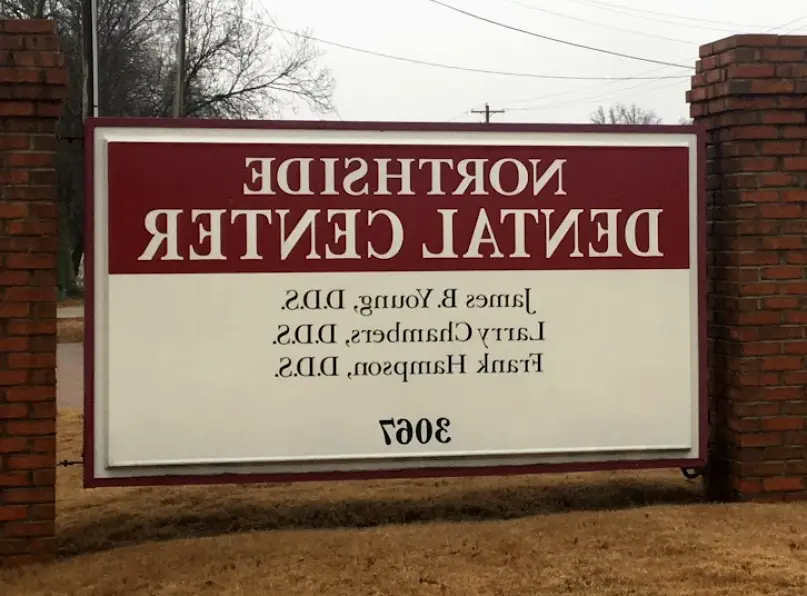 NORTHSIDE
DENTAL CENTER
James B. Young, D.D.S.
Larry Chambers, D.D.S.
Frank Hampson, D.D.S.
3067